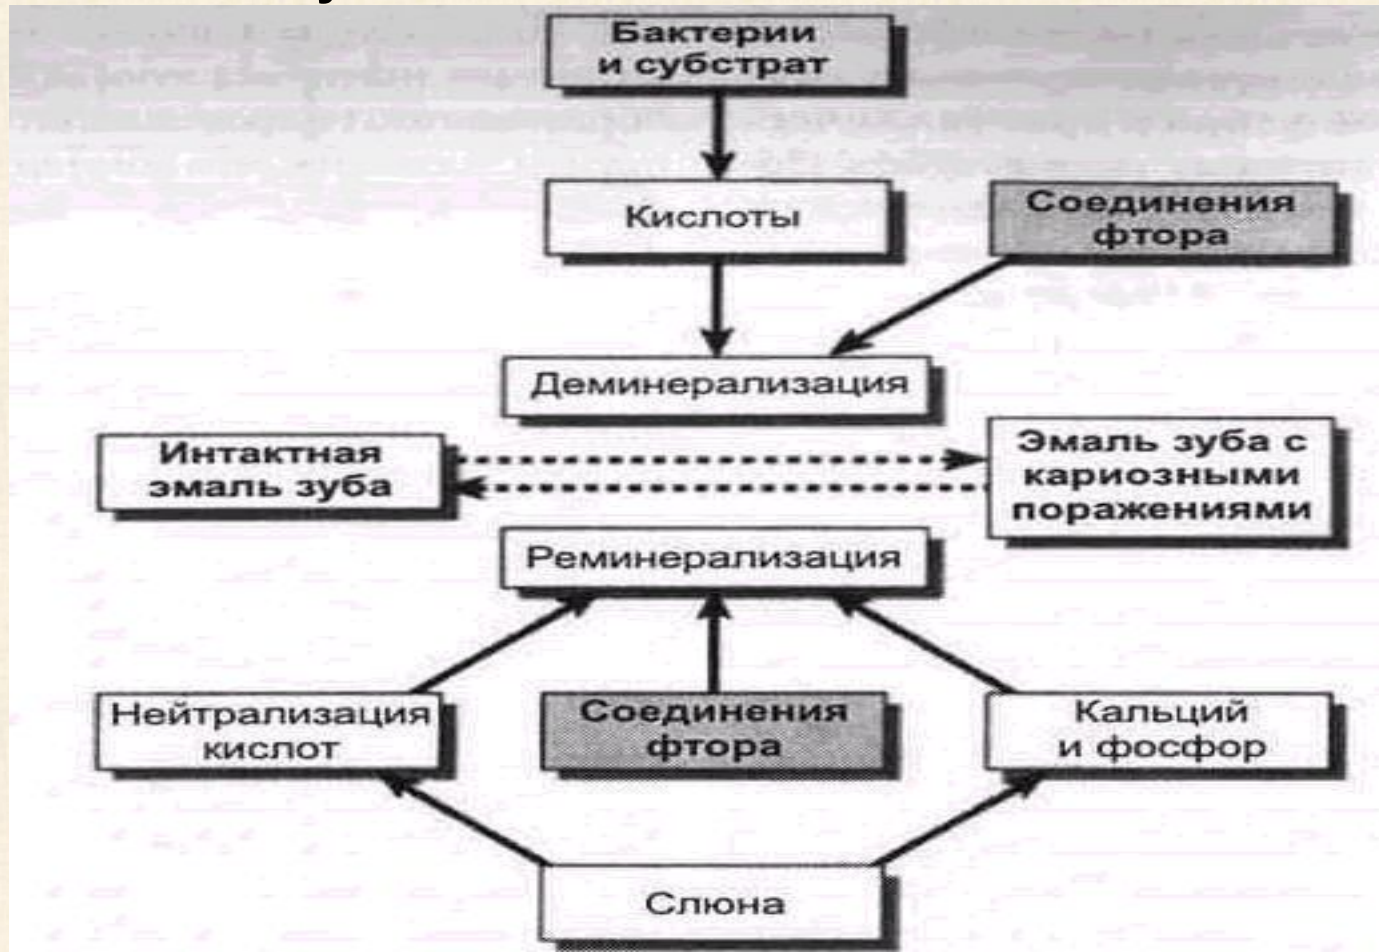 Бактерии
и субстрат
Кислоты
Соединения
фтора
Деминерализация
Интактная
эмаль зуба
Эмаль зуба с
кариозными
поражениями
Реминерализация
Нейтрализация
кислот
Соединения
фтора
Кальций
и фосфор
Слюна